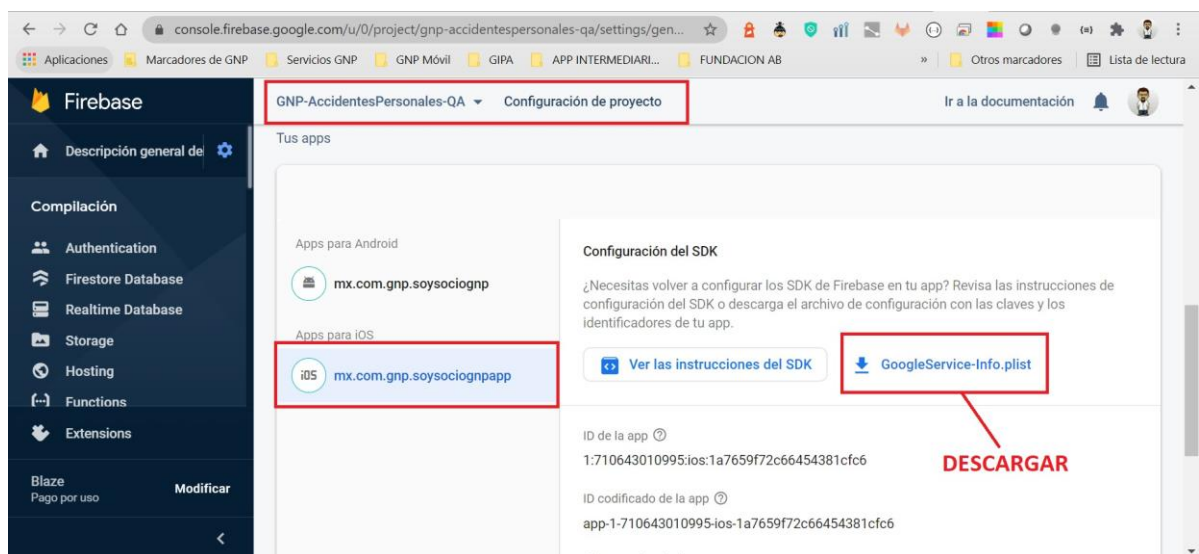 console.firebase.google.com/u/0/project/gnp-accidentespersonales-qa/settings/gen...
Aplicaciones
Marcadores de GNP
Servicios GNP
GNP Móvil
GIPA
APP INTERMEDIARI...
FUNDACION AB
»
Otros marcadores
Lista de lectura
Firebase
GNP-AccidentesPersonales-QA
Configuración de proyecto
Ir a la documentación
Descripción general de
Tus apps
Compilación
Authentication
Firestore Database
Realtime Database
Storage
Hosting
Functions
Extensions
Blaze
Pago por uso
Modificar
Apps para Android
mx.com.gnp.soysociognp
Apps para iOS
iOS
mx.com.gnp.soysociognpapp
Configuración del SDK
¿Necesitas volver a configurar los SDK de Firebase en tu app? Revisa las instrucciones de
configuración del SDK o descarga el archivo de configuración con las claves y los
identificadores de tu app.
Ver las instrucciones del SDK
GoogleService-Info.plist
DESCARGAR
ID de la app
1:710643010995:ios:1a7659f72c66454381cfc6
ID codificado de la app
app-1-710643010995-ios-1a7659f72c66454381cfc6